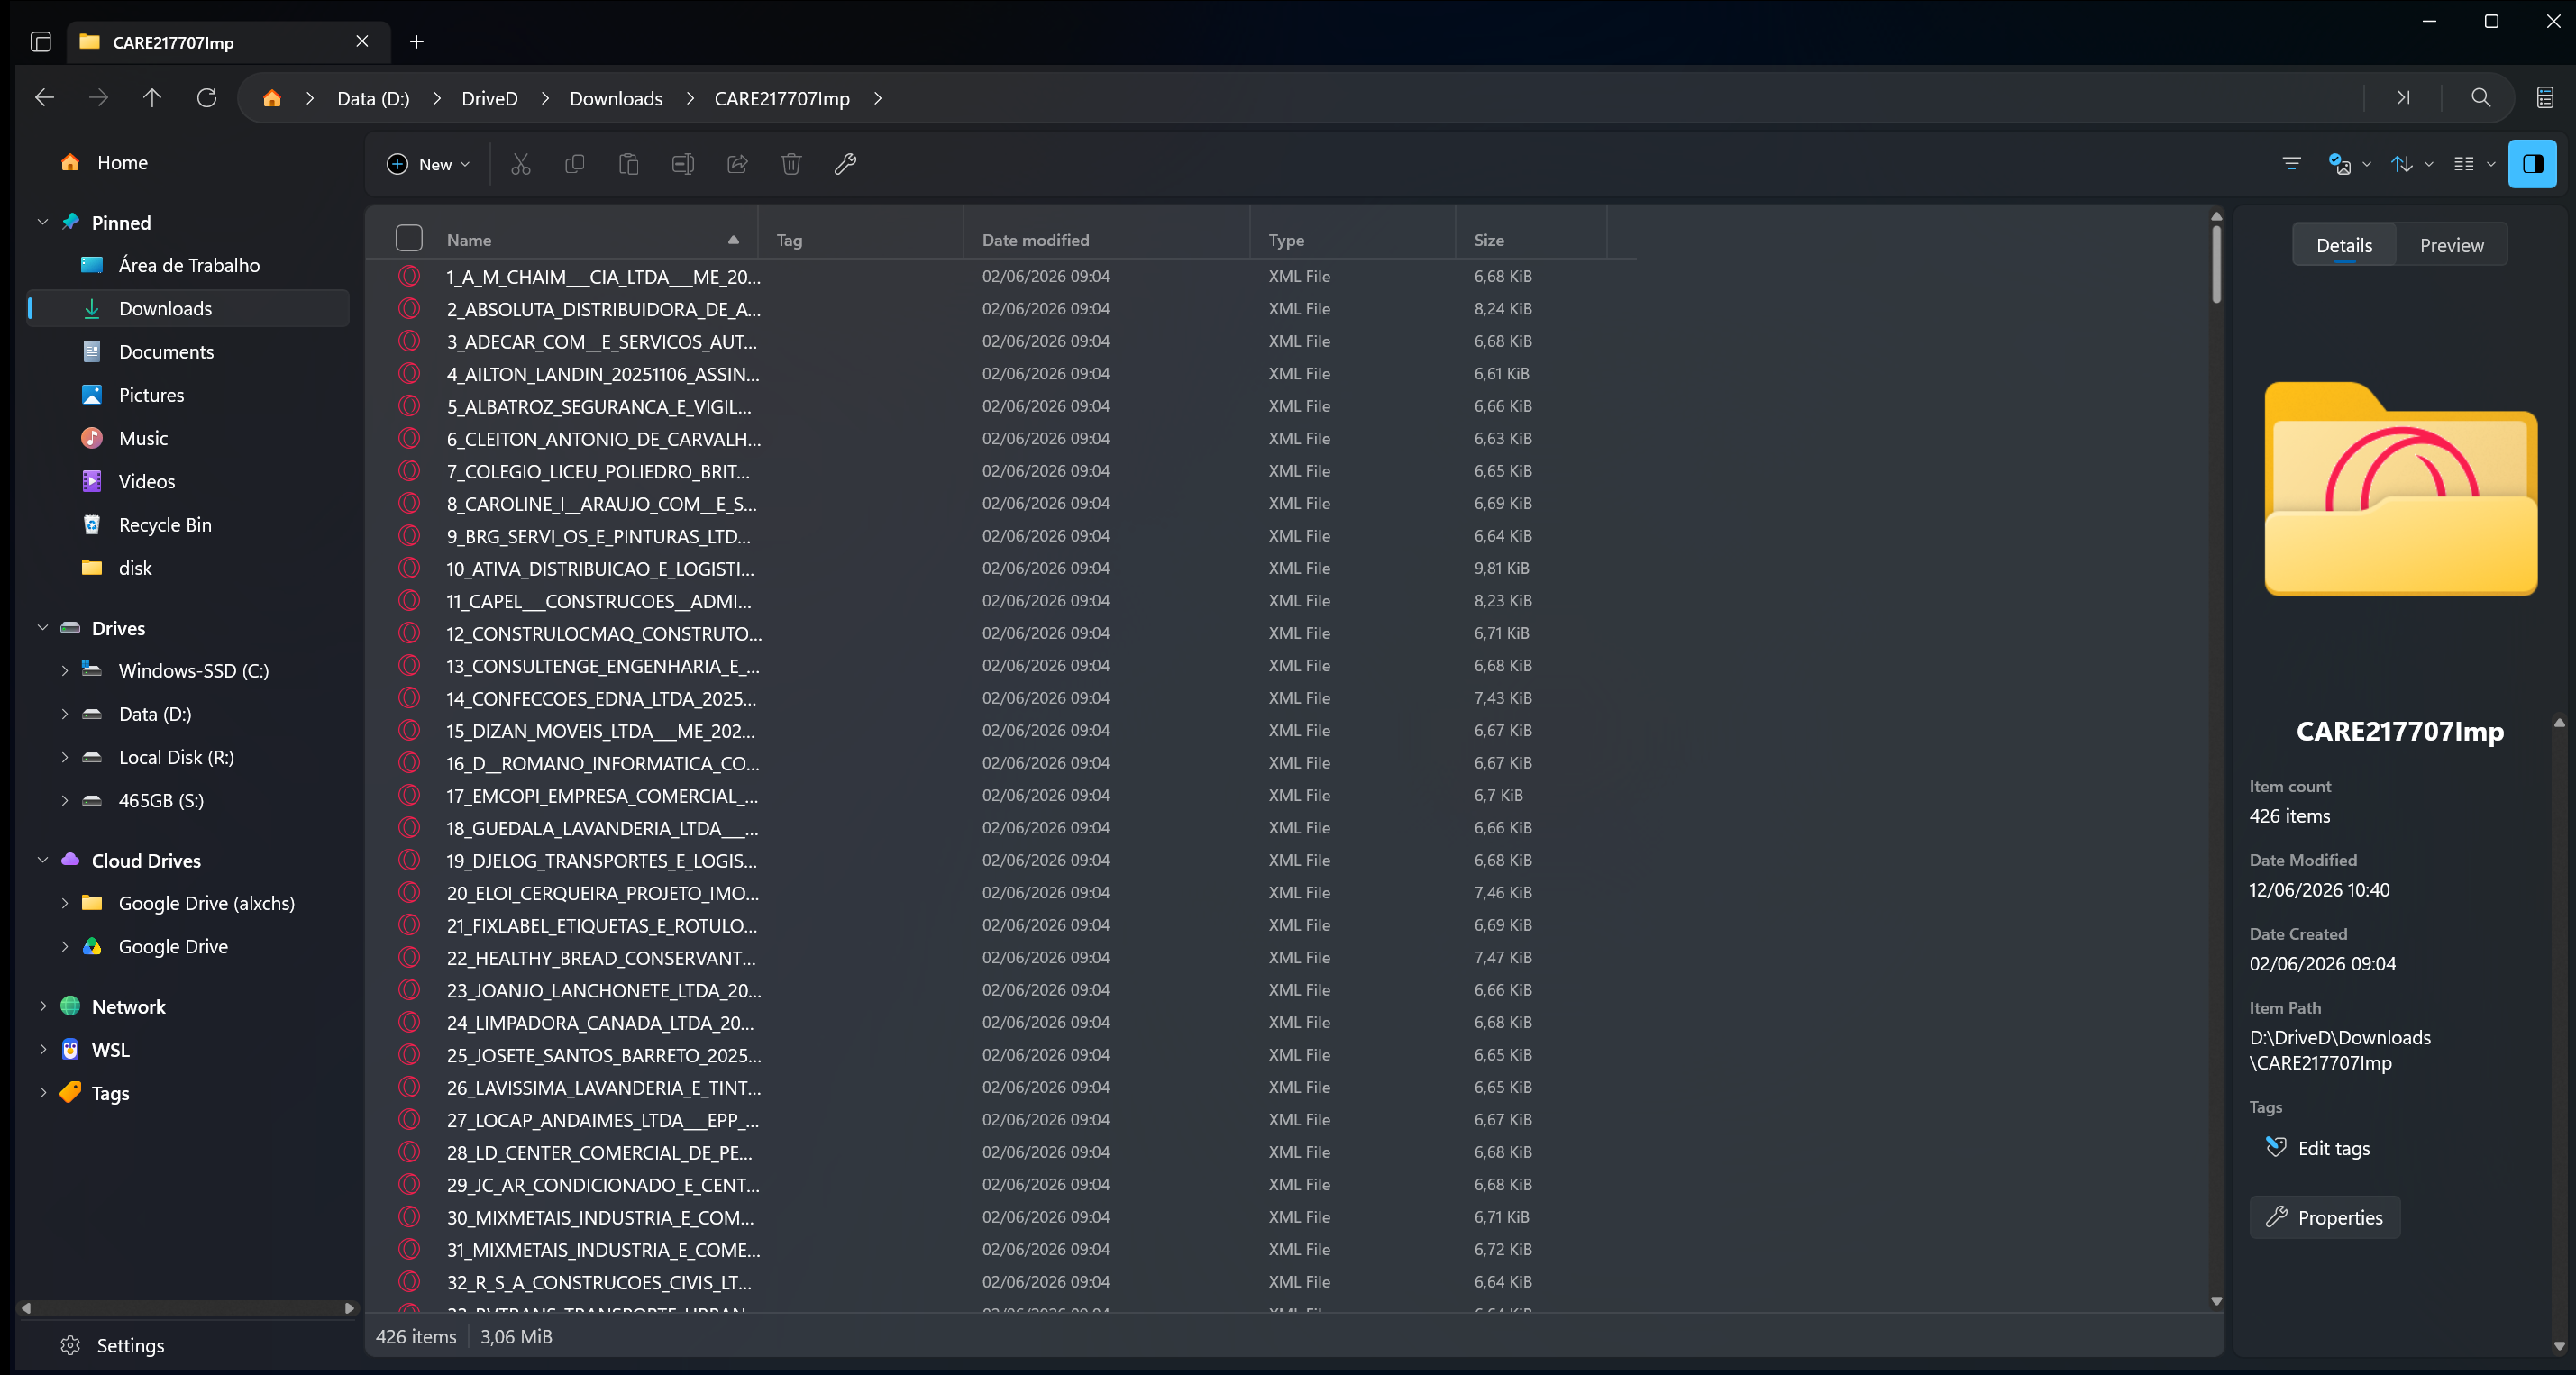 CARE217707Imp
Data (D:) DriveD Downloads CARE217707Imp
Home
Pinned
Área de Trabalho
Downloads
Documents
Pictures
Music
Videos
Recycle Bin
disk
Drives
Windows-SSD (C:)
Data (D:)
Local Disk (R:)
465GB (S:)
Cloud Drives
Google Drive (alxchs)
Google Drive
Network
WSL
Tags
Settings
New
Name Tag Date modified Type Size
1_A_M_CHAIM___CIA_LTDA___ME_20... 02/06/2026 09:04 XML File 6,68 KiB
2_ABSOLUTA_DISTRIBUIDORA_DE_A... 02/06/2026 09:04 XML File 8,24 KiB
3_ADECAR_COM__E_SERVICOS_AUT... 02/06/2026 09:04 XML File 6,68 KiB
4_AILTON_LANDIN_20251106_ASSIN... 02/06/2026 09:04 XML File 6,61 KiB
5_ALBATROZ_SEGURANCA_E_VIGIL... 02/06/2026 09:04 XML File 6,66 KiB
6_CLEITON_ANTONIO_DE_CARVALH... 02/06/2026 09:04 XML File 6,63 KiB
7_COLEGIO_LICEU_POLIEDRO_BRIT... 02/06/2026 09:04 XML File 6,65 KiB
8_CAROLINE_I__ARAUJO_COM__E_S... 02/06/2026 09:04 XML File 6,69 KiB
9_BRG_SERVI_OS_E_PINTURAS_LTD... 02/06/2026 09:04 XML File 6,64 KiB
10_ATIVA_DISTRIBUICAO_E_LOGISTI... 02/06/2026 09:04 XML File 9,81 KiB
11_CAPEL___CONSTRUCOES__ADMI... 02/06/2026 09:04 XML File 8,23 KiB
12_CONSTRULOCMAQ_CONSTRUTO... 02/06/2026 09:04 XML File 6,71 KiB
13_CONSULTENGE_ENGENHARIA_E_... 02/06/2026 09:04 XML File 6,68 KiB
14_CONFECCOES_EDNA_LTDA_2025... 02/06/2026 09:04 XML File 7,43 KiB
15_DIZAN_MOVEIS_LTDA___ME_202... 02/06/2026 09:04 XML File 6,67 KiB
16_D__ROMANO_INFORMATICA_CO... 02/06/2026 09:04 XML File 6,67 KiB
17_EMCOPI_EMPRESA_COMERCIAL_... 02/06/2026 09:04 XML File 6,7 KiB
18_GUEDALA_LAVANDERIA_LTDA___... 02/06/2026 09:04 XML File 6,66 KiB
19_DJELOG_TRANSPORTES_E_LOGIS... 02/06/2026 09:04 XML File 6,68 KiB
20_ELOI_CERQUEIRA_PROJETO_IMO... 02/06/2026 09:04 XML File 7,46 KiB
21_FIXLABEL_ETIQUETAS_E_ROTULO... 02/06/2026 09:04 XML File 6,69 KiB
22_HEALTHY_BREAD_CONSERVANT... 02/06/2026 09:04 XML File 7,47 KiB
23_JOANJO_LANCHONETE_LTDA_20... 02/06/2026 09:04 XML File 6,66 KiB
24_LIMPADORA_CANADA_LTDA_20... 02/06/2026 09:04 XML File 6,68 KiB
25_JOSETE_SANTOS_BARRETO_2025... 02/06/2026 09:04 XML File 6,65 KiB
26_LAVISSIMA_LAVANDERIA_E_TINT... 02/06/2026 09:04 XML File 6,65 KiB
27_LOCAP_ANDAIMES_LTDA___EPP_... 02/06/2026 09:04 XML File 6,67 KiB
28_LD_CENTER_COMERCIAL_DE_PE... 02/06/2026 09:04 XML File 6,68 KiB
29_JC_AR_CONDICIONADO_E_CENT... 02/06/2026 09:04 XML File 6,68 KiB
30_MIXMETAIS_INDUSTRIA_E_COM... 02/06/2026 09:04 XML File 6,71 KiB
31_MIXMETAIS_INDUSTRIA_E_COME... 02/06/2026 09:04 XML File 6,72 KiB
32_R_S_A_CONSTRUCOES_CIVIS_LT... 02/06/2026 09:04 XML File 6,64 KiB
426 items 3,06 MiB
Details Preview
CARE217707Imp
Item count
426 items
Date Modified
12/06/2026 10:40
Date Created
02/06/2026 09:04
Item Path
D:\DriveD\Downloads
\CARE217707Imp
Tags
Edit tags
Properties